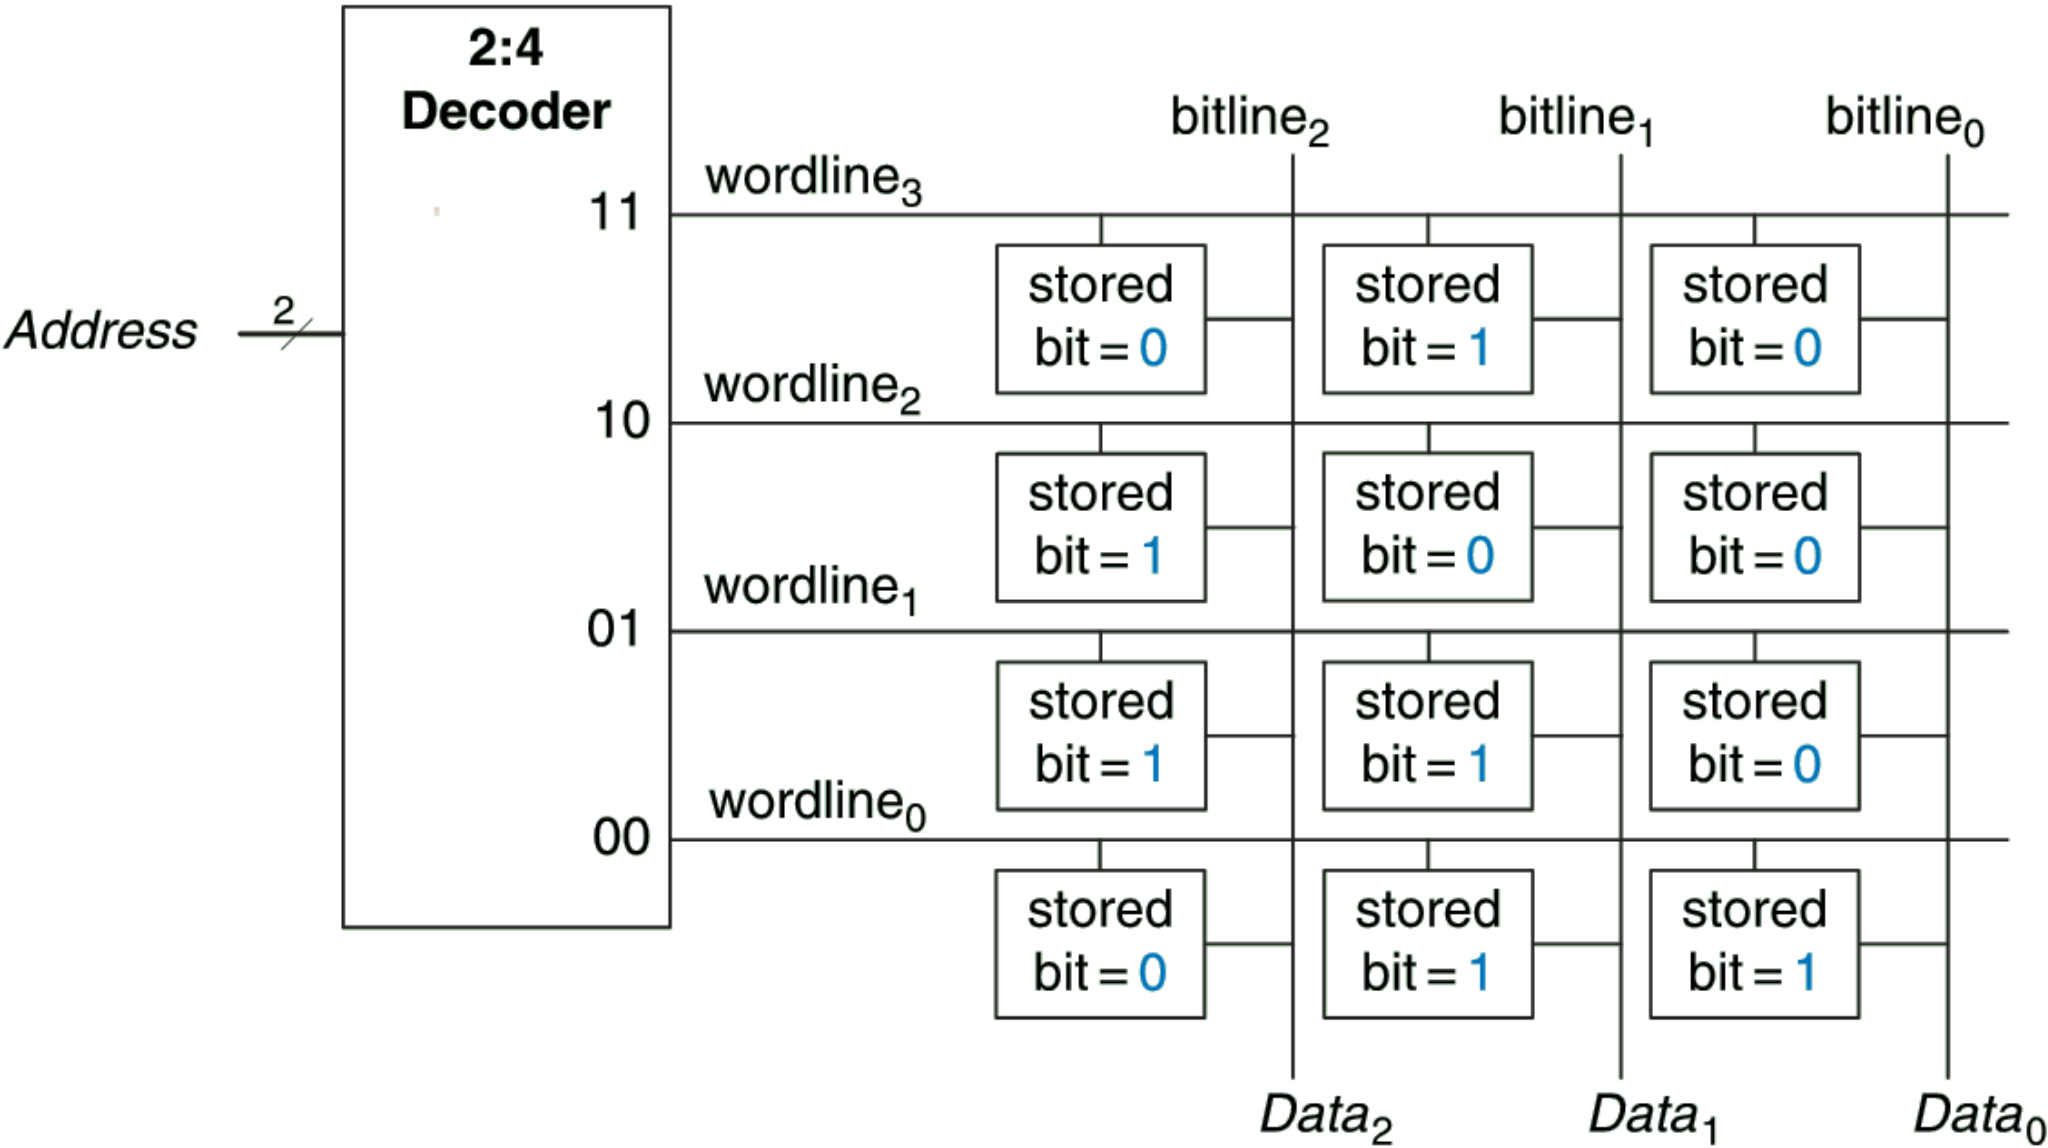 2:4
Decoder
bitline₂ bitline₁ bitline₀
wordline₃
11
stored stored stored
bit = 0 bit = 1 bit = 0
Address 2
wordline₂
10
stored stored stored
bit = 1 bit = 0 bit = 0
wordline₁
01
stored stored stored
bit = 1 bit = 1 bit = 0
wordline₀
00
stored stored stored
bit = 0 bit = 1 bit = 1
Data₂ Data₁ Data₀